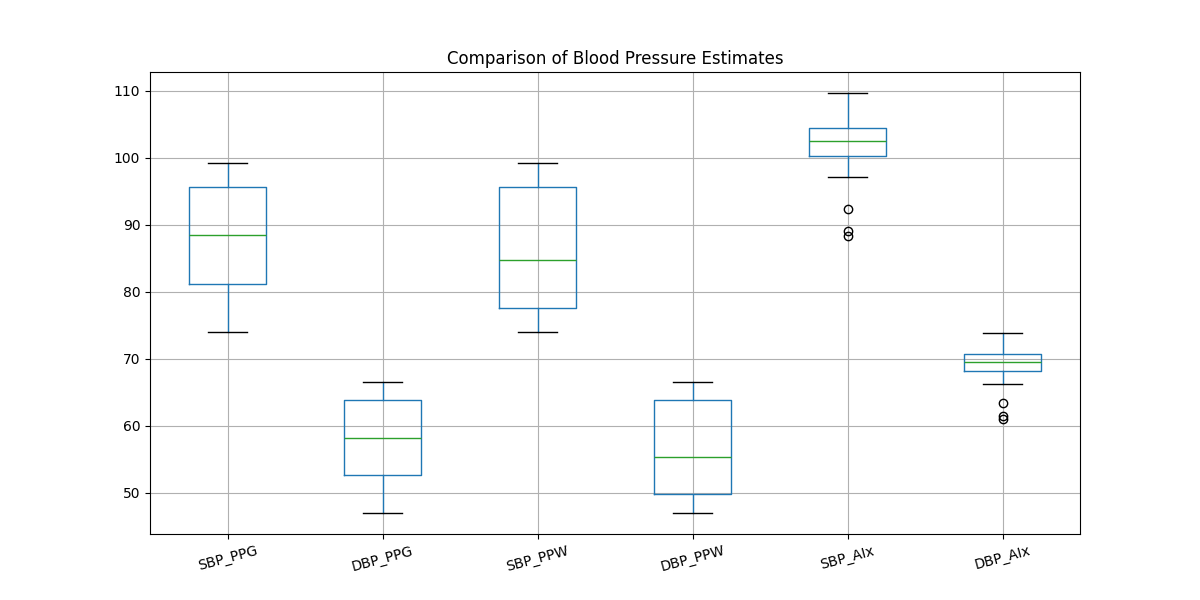 Comparison of Blood Pressure Estimates
110
100
90
80
70
60
50
SBP_PPG
DBP_PPG
SBP_PPW
DBP_PPW
SBP_AIx
DBP_AIx